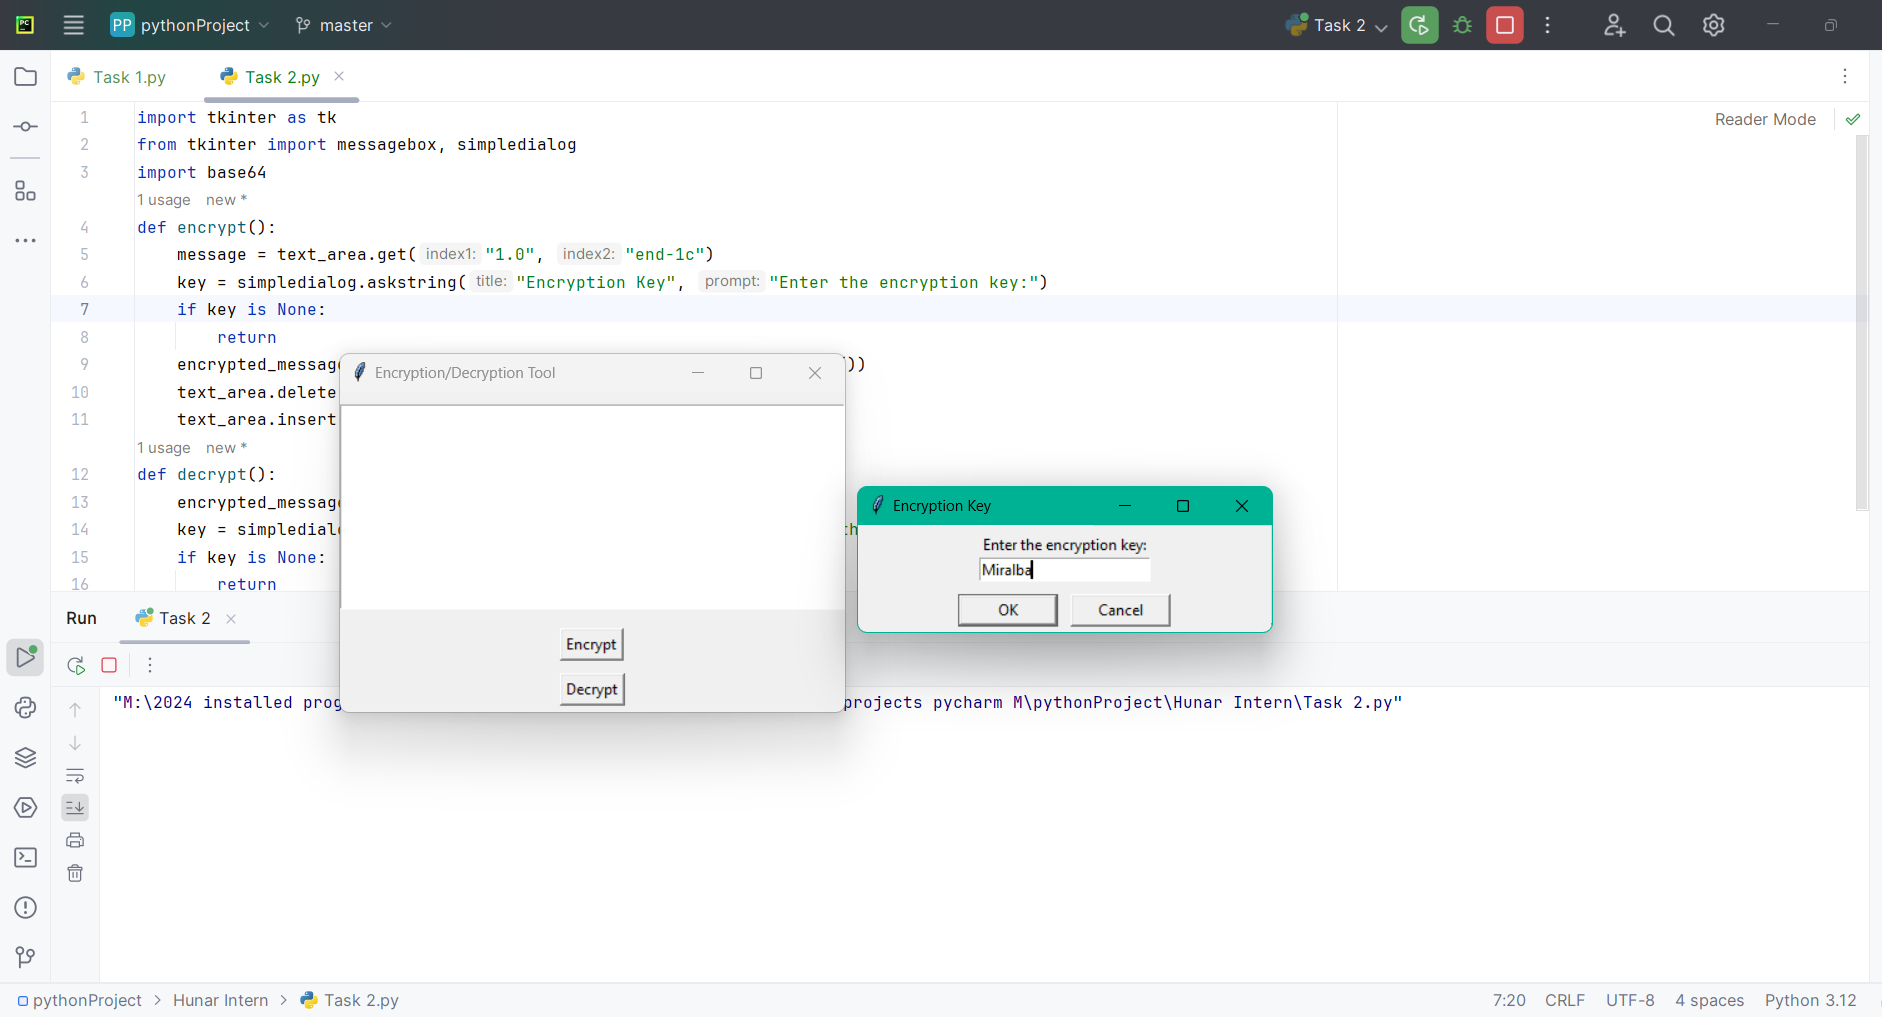 PC
PP pythonProject master Task 2
Task 1.py Task 2.py
Reader Mode
1 import tkinter as tk
2 from tkinter import messagebox, simpledialog
3 import base64
1 usage new *
4 def encrypt():
5 message = text_area.get( index1: "1.0", index2: "end-1c")
6 key = simpledialog.askstring( title: "Encryption Key", prompt: "Enter the encryption key:")
7 if key is None:
8 return
9 encrypted_message ))
10 text_area.delete
11 text_area.insert
1 usage new *
12 def decrypt():
13 encrypted_message
14 key = simpledialo th
15 if key is None:
16 return
Encryption/Decryption Tool
Encrypt
Decrypt
Encryption Key
Enter the encryption key:
Miralba
OK Cancel
Run Task 2
"M:\2024 installed prog projects pycharm M\pythonProject\Hunar Intern\Task 2.py"
pythonProject > Hunar Intern > Task 2.py
7:20 CRLF UTF-8 4 spaces Python 3.12